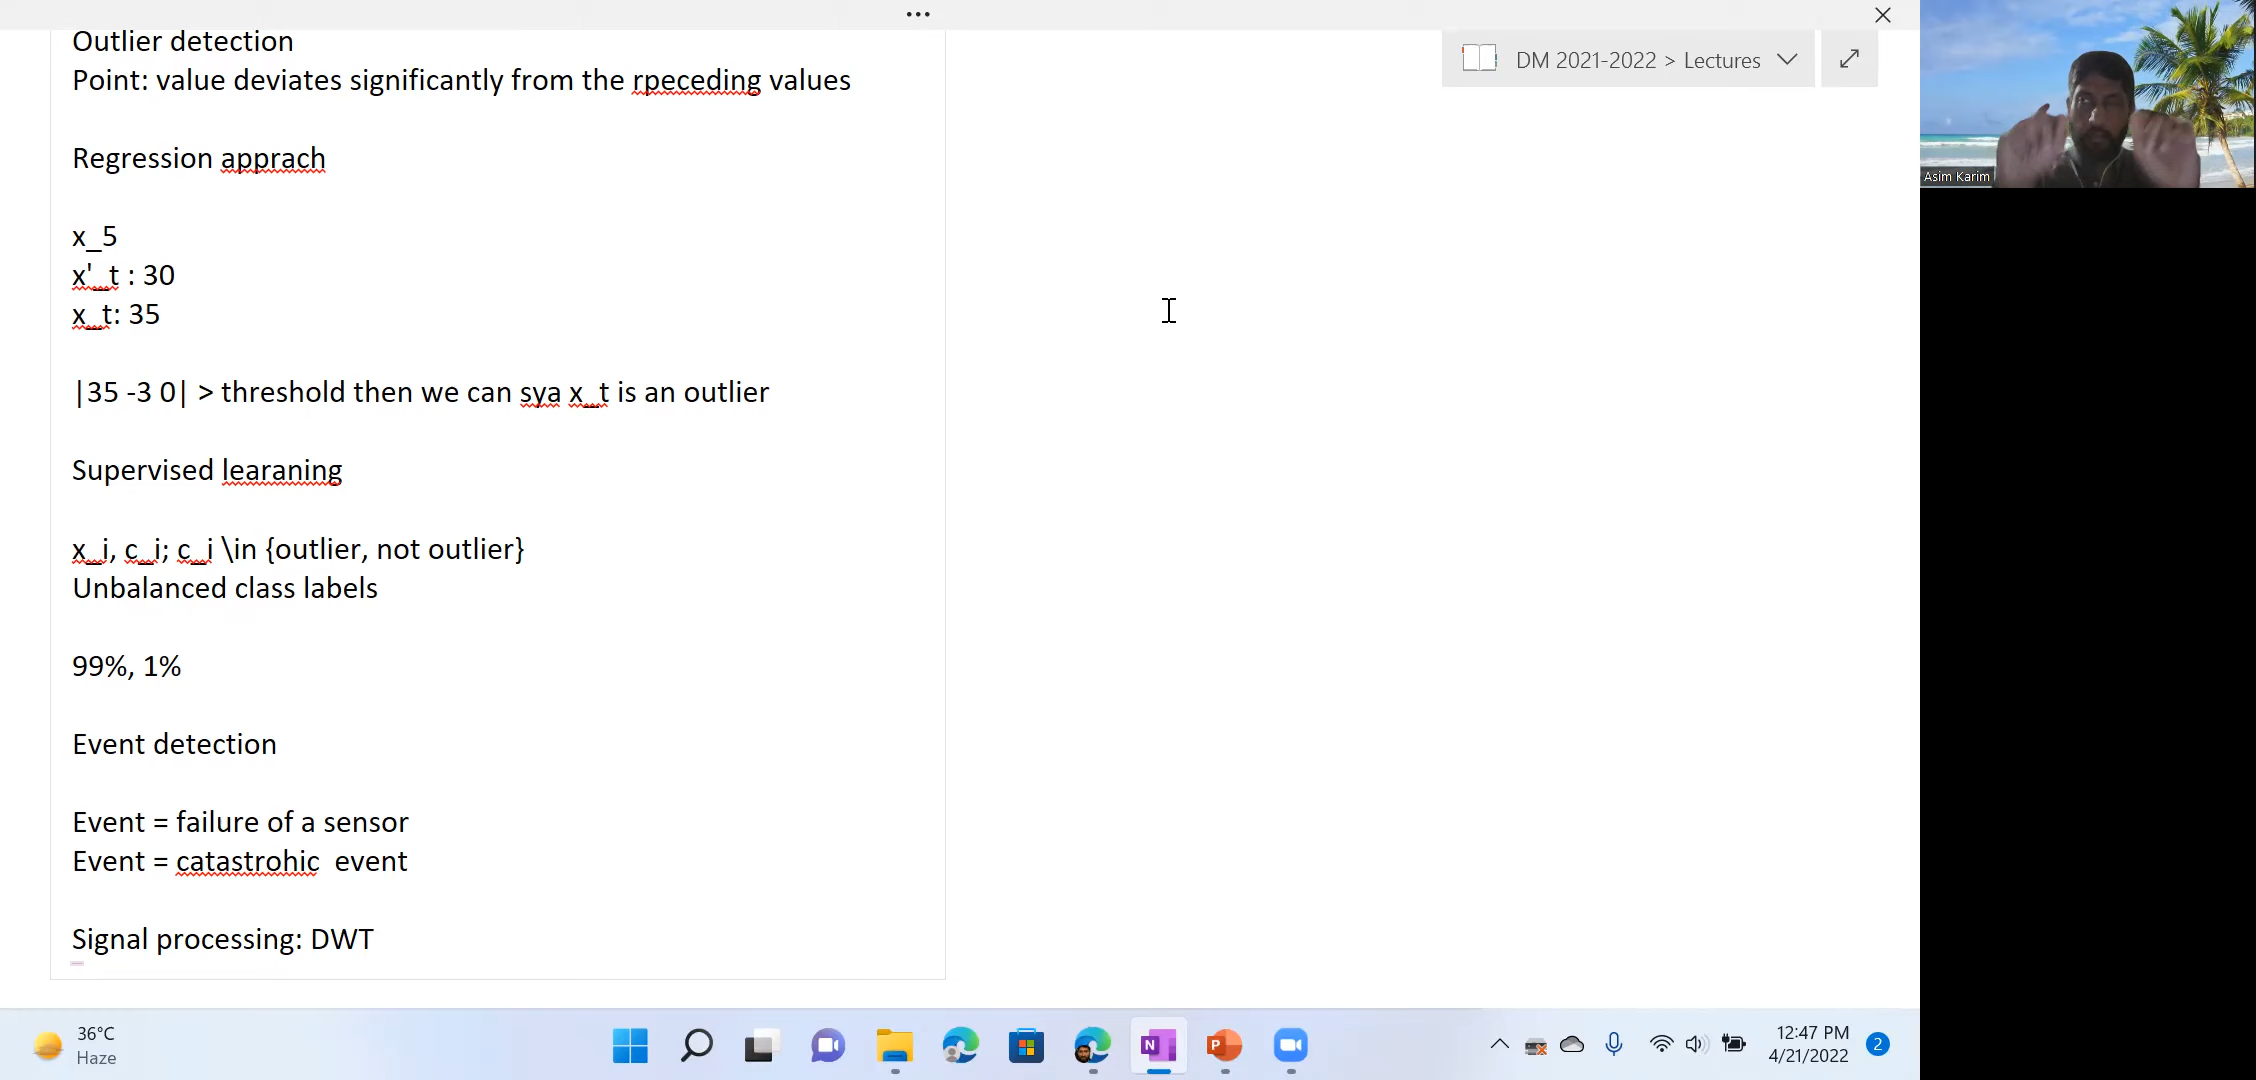 Outlier detection
Point: value deviates significantly from the rpeceding values
Regression apprach
x_5
x'_t : 30
x_t: 35
|35 -3 0| > threshold then we can sya x_t is an outlier
Supervised learaning
x_i, c_i; c_i \in {outlier, not outlier}
Unbalanced class labels
99%, 1%
Event detection
Event = failure of a sensor
Event = catastrohic  event
Signal processing: DWT
DM 2021-2022 > Lectures
Asim Karim
36°C
Haze
N
P
12:47 PM
4/21/2022
2